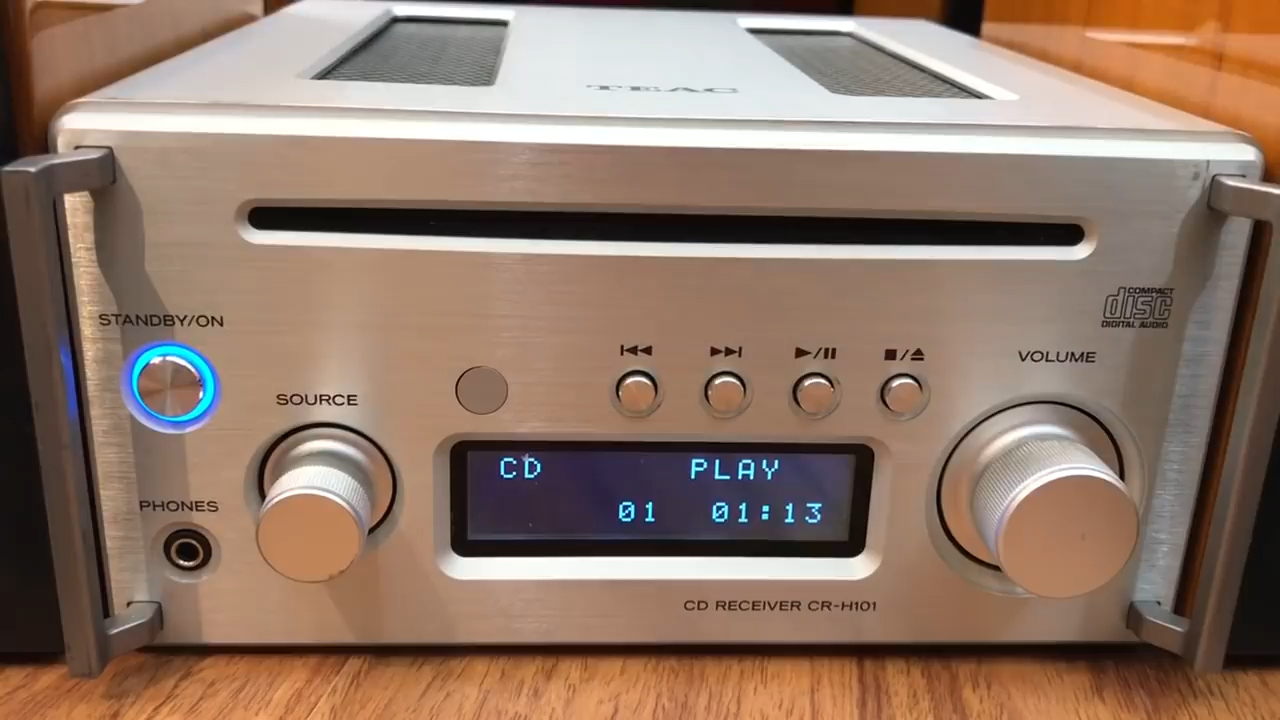 TEAC
COMPACT
disc
DIGITAL AUDIO
STANDBY/ON
VOLUME
SOURCE
CD PLAY
01 01:13
PHONES
CD RECEIVER CR-H101